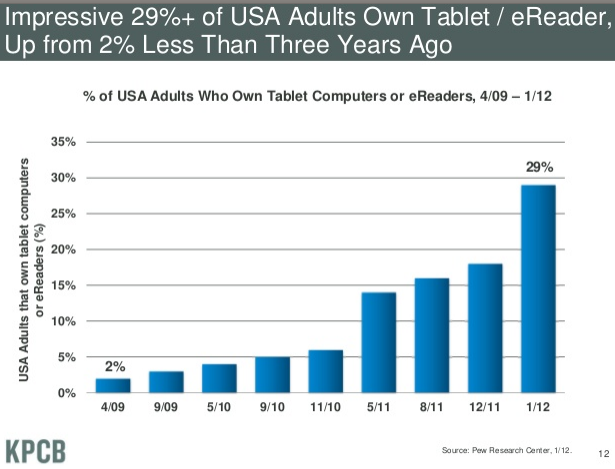 Impressive 29%+ of USA Adults Own Tablet / eReader,
Up from 2% Less Than Three Years Ago
% of USA Adults Who Own Tablet Computers or eReaders, 4/09 – 1/12
USA Adults that own tablet computers
or eReaders (%)
35%
30%
25%
20%
15%
10%
5%
0%
2%
29%
4/09 9/09 5/10 9/10 11/10 5/11 8/11 12/11 1/12
KPCB
Source: Pew Research Center, 1/12.
12